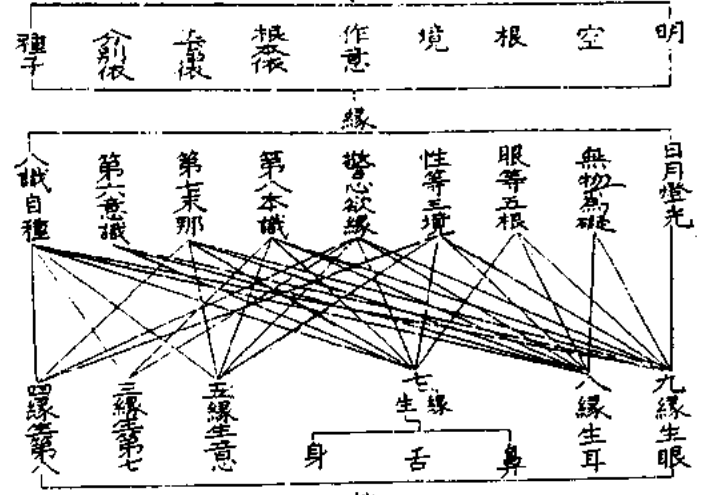 明
空
根
境
作意
根本依
染淨依
分別依
種子
緣
日月燈光
無物為礙
眼等五根
性等三境
警心欲緣
第八本識
第七末那
第六意識
八識自種
九緣生眼
八緣生耳
七緣生
鼻
舌
身
五緣生意
三緣生第七
四緣生第八